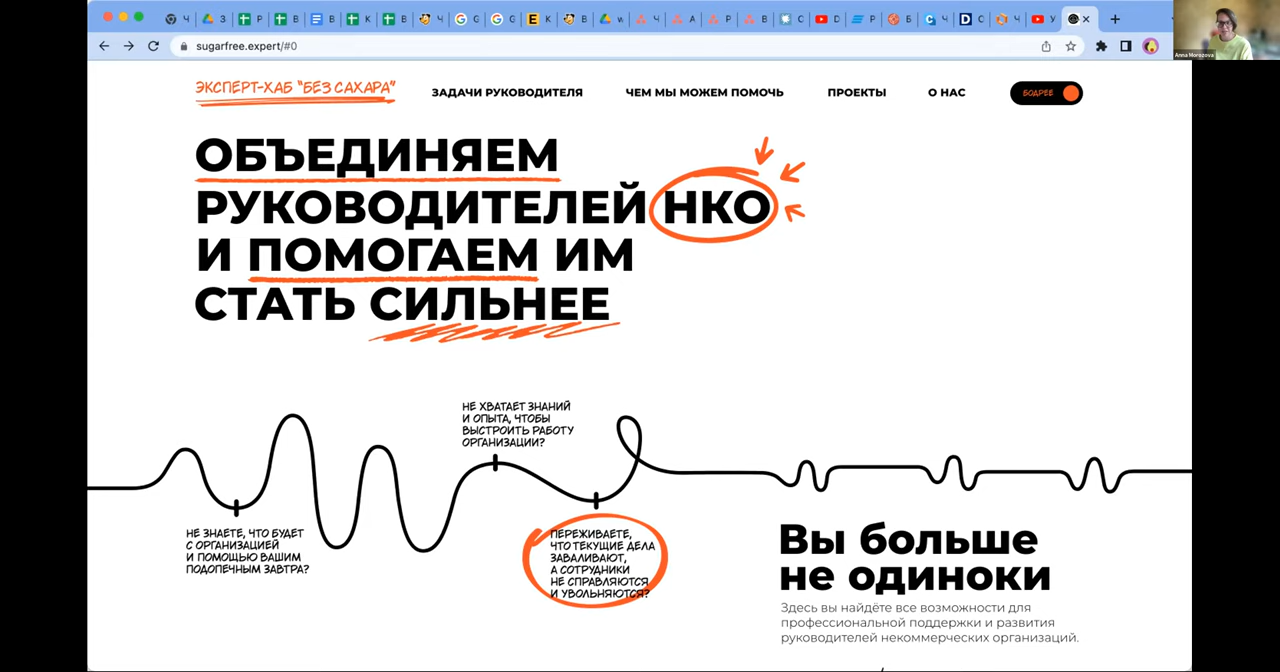 Ч
З
Р
В
В
К
В
Ч
G
G
Е К
В
w
Ч
А
Р
В
С
D
Р
Б
Ч
D С
Ч
У
sugarfree.expert/#0
Anna Morozova
ЭКСПЕРТ-ХАБ "БЕЗ САХАРА"
ЗАДАЧИ РУКОВОДИТЕЛЯ
ЧЕМ МЫ МОЖЕМ ПОМОЧЬ
ПРОЕКТЫ
О НАС
БОДРЕЕ
ОБЪЕДИНЯЕМ
РУКОВОДИТЕЛЕЙ НКО
И ПОМОГАЕМ ИМ
СТАТЬ СИЛЬНЕЕ
НЕ ХВАТАЕТ ЗНАНИЙ
И ОПЫТА, ЧТОБЫ
ВЫСТРОИТЬ РАБОТУ
ОРГАНИЗАЦИИ?
НЕ ЗНАЕТЕ, ЧТО БУДЕТ
С ОРГАНИЗАЦИЕЙ
И ПОМОЩЬЮ ВАШИМ
ПОДОПЕЧНЫМ ЗАВТРА?
ПЕРЕЖИВАЕТЕ,
ЧТО ТЕКУЩИЕ ДЕЛА
ЗАВАЛИВАЮТ,
А СОТРУДНИКИ
НЕ СПРАВЛЯЮТСЯ
И УВОЛЬНЯЮТСЯ?
Вы больше
не одиноки
Здесь вы найдёте все возможности для
профессиональной поддержки и развития
руководителей некоммерческих организаций.